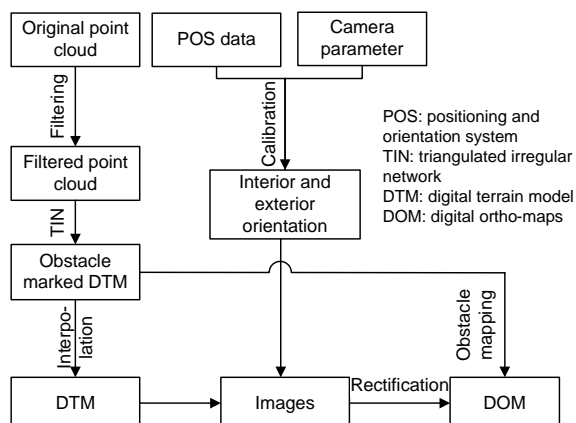 Original point
cloud
POS data
Camera
parameter
Filtering
Calibration
POS: positioning and
orientation system
TIN: triangulated irregular
network
DTM: digital terrain model
DOM: digital ortho-maps
Filtered point
cloud
Interior and
exterior
orientation
TIN
Obstacle
marked DTM
Interpo-
lation
Obstacle
mapping
DTM
Images
Rectification
DOM